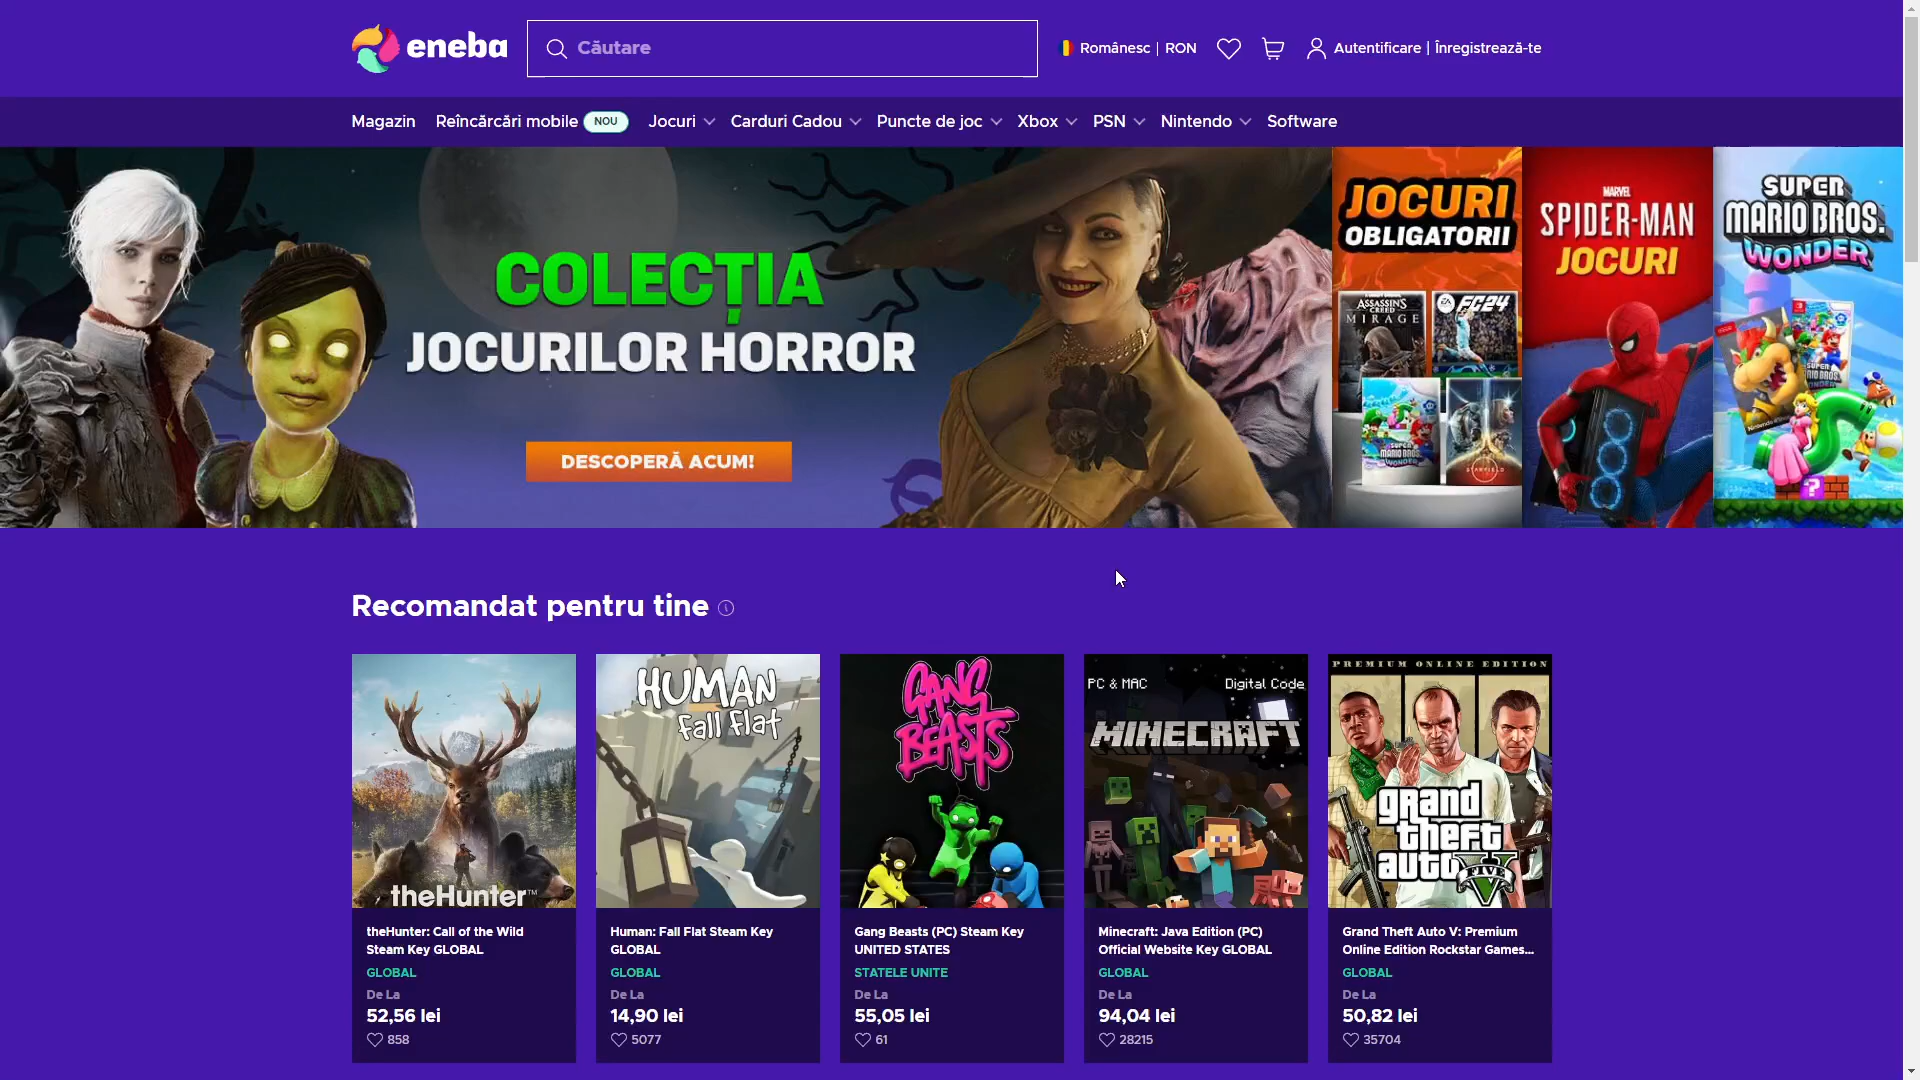 eneba
Căutare
Românesc | RON
Autentificare | Înregistrează-te
Magazin
Reîncărcări mobile NOU
Jocuri
Carduri Cadou
Puncte de joc
Xbox
PSN
Nintendo
Software
COLECȚIA
JOCURILOR HORROR
DESCOPERĂ ACUM!
JOCURI
OBLIGATORII
ASSASSIN'S
CREED
MIRAGE
FC24
SUPER
MARIO BROS.
STARFIELD
MARVEL
SPIDER-MAN
JOCURI
SUPER
MARIO BROS.
WONDER
Recomandat pentru tine
theHunter™
theHunter: Call of the Wild
Steam Key GLOBAL
GLOBAL
De La
52,56 lei
858
HUMAN
fall flat
Human: Fall Flat Steam Key
GLOBAL
GLOBAL
De La
14,90 lei
5077
GANG
BEASTS
Gang Beasts (PC) Steam Key
UNITED STATES
STATELE UNITE
De La
55,05 lei
61
PC & MAC
Digital Code
MINECRAFT
Minecraft: Java Edition (PC)
Official Website Key GLOBAL
GLOBAL
De La
94,04 lei
28215
PREMIUM ONLINE EDITION
grand
theft
auto V
FIVE
Grand Theft Auto V: Premium
Online Edition Rockstar Games...
GLOBAL
De La
50,82 lei
35704